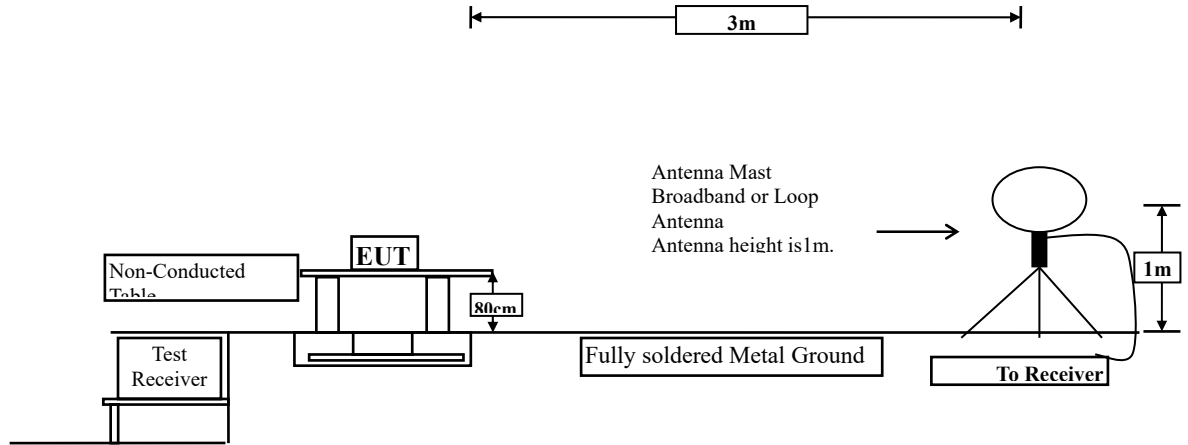 3m
Antenna Mast
Broadband or Loop
Antenna
Antenna height is1m.
EUT
Non-Conducted
Table
80cm
1m
Test
Receiver
Fully soldered Metal Ground
To Receiver